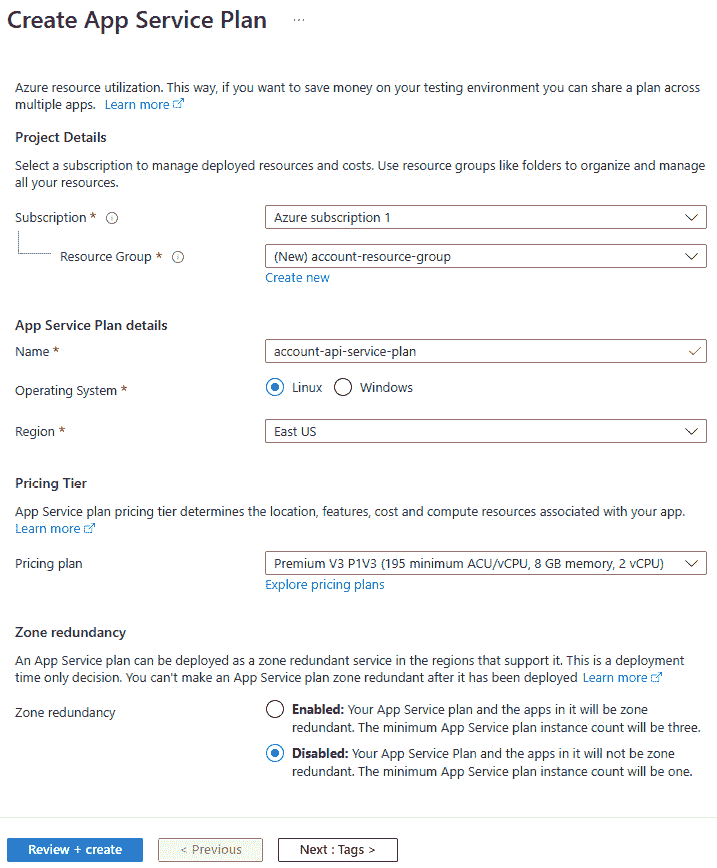 Create App Service Plan ...
Azure resource utilization. This way, if you want to save money on your testing environment you can share a plan across
multiple apps. Learn more
Project Details
Select a subscription to manage deployed resources and costs. Use resource groups like folders to organize and manage
all your resources.
Subscription * Azure subscription 1
Resource Group * (New) account-resource-group
Create new
App Service Plan details
Name * account-api-service-plan
Operating System * Linux Windows
Region * East US
Pricing Tier
App Service plan pricing tier determines the location, features, cost and compute resources associated with your app.
Learn more
Pricing plan Premium V3 P1V3 (195 minimum ACU/vCPU, 8 GB memory, 2 vCPU)
Explore pricing plans
Zone redundancy
An App Service plan can be deployed as a zone redundant service in the regions that support it. This is a deployment
time only decision. You can't make an App Service plan zone redundant after it has been deployed Learn more
Zone redundancy Enabled: Your App Service plan and the apps in it will be zone
redundant. The minimum App Service plan instance count will be three.
Disabled: Your App Service Plan and the apps in it will not be zone
redundant. The minimum App Service plan instance count will be one.
Review + create < Previous Next : Tags >